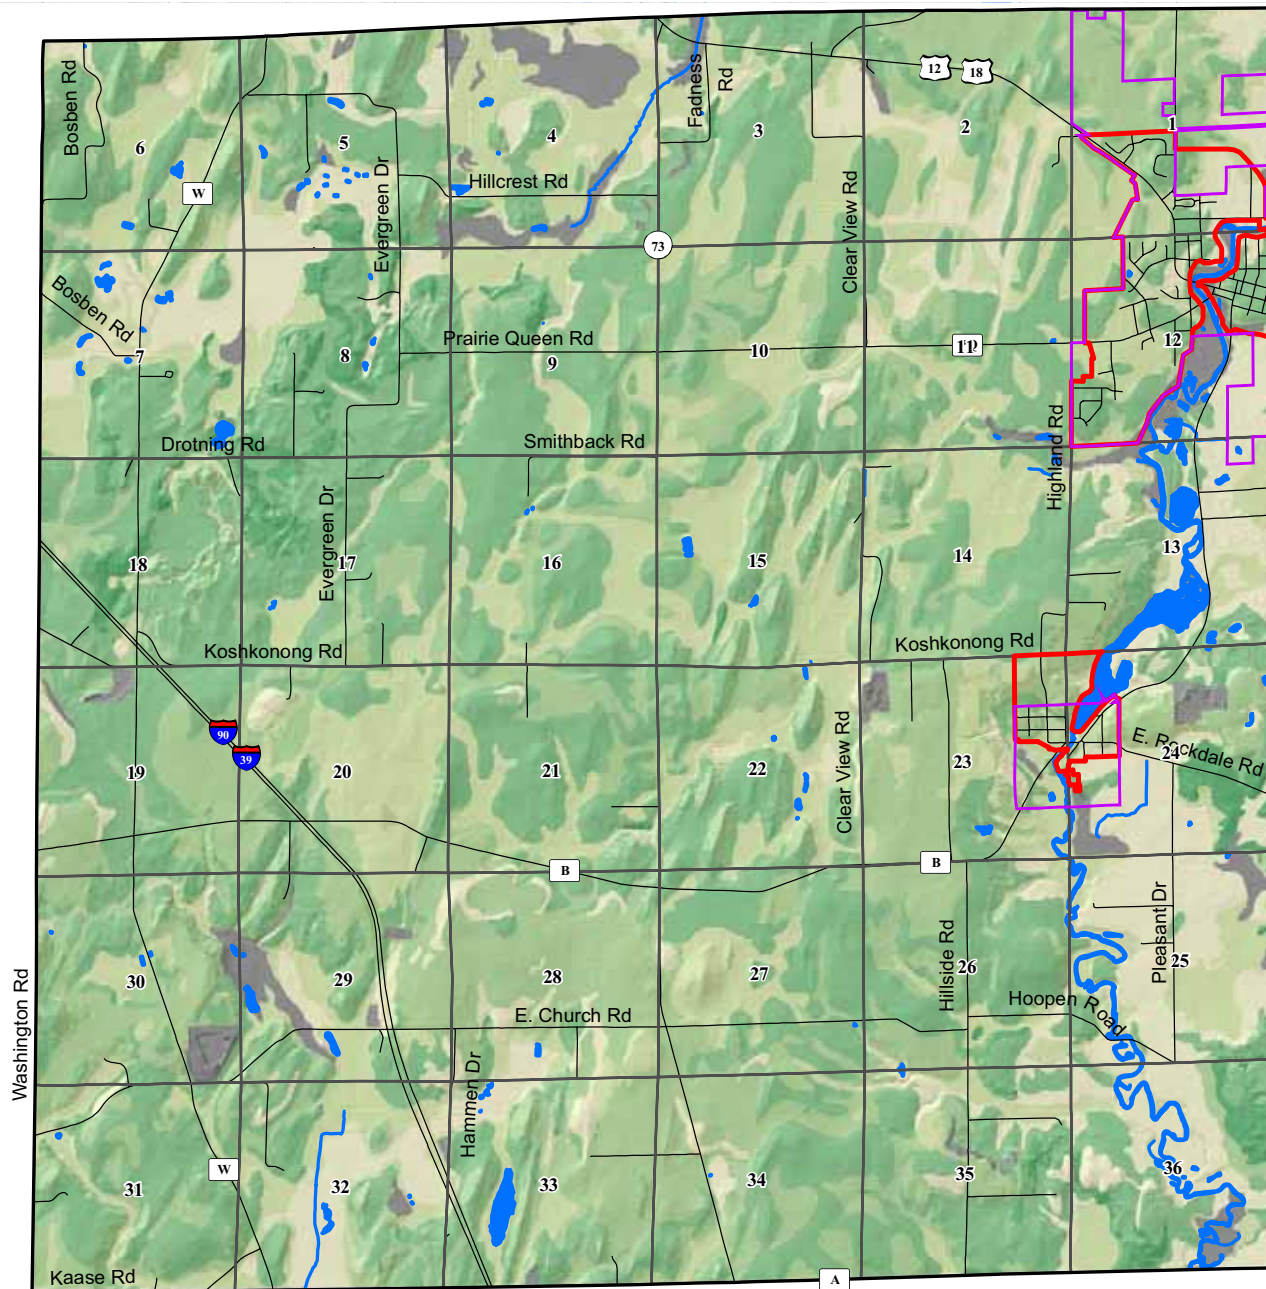 12
18
Fadness
Rd
Bosben Rd
6
5
4
3
2
1
W
Evergreen Dr
Hillcrest Rd
Clear View Rd
73
Bosben Rd
7
8
Prairie Queen Rd
9
10
11
12
Drotning Rd
Smithback Rd
Highland Rd
Evergreen Dr
18
17
16
15
14
13
Koshkonong Rd
Koshkonong Rd
90
39
19
20
21
22
Clear View Rd
23
24
E. Rockdale Rd
B
B
Pleasant Dr
Hillside Rd
30
29
28
27
26
25
Washington Rd
E. Church Rd
Hoopen Road
Hammen Dr
W
31
32
33
34
35
36
Kaase Rd
A